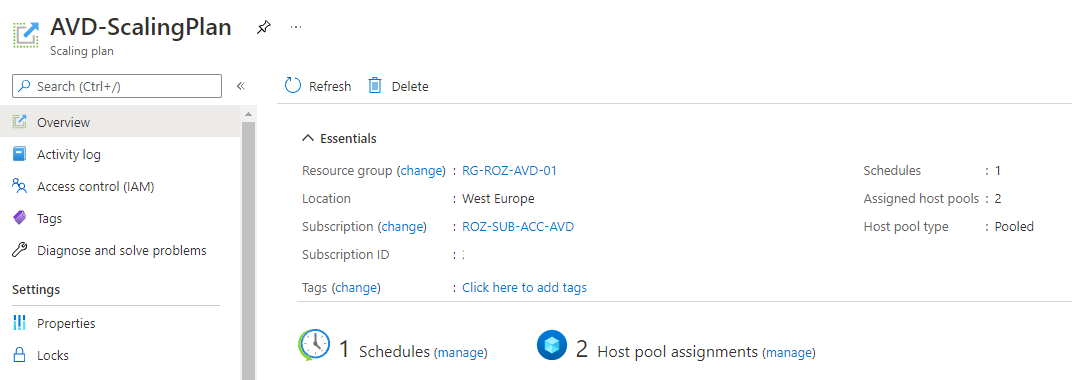 AVD-ScalingPlan
...
Scaling plan
Search (Ctrl+/)
«
Refresh
Delete
Overview
Activity log
Access control (IAM)
Tags
Diagnose and solve problems
Settings
Properties
Locks
Essentials
Resource group (change) : RG-ROZ-AVD-01
Location : West Europe
Subscription (change) : ROZ-SUB-ACC-AVD
Subscription ID :
Tags (change) : Click here to add tags
Schedules : 1
Assigned host pools : 2
Host pool type : Pooled
1 Schedules (manage)
2 Host pool assignments (manage)